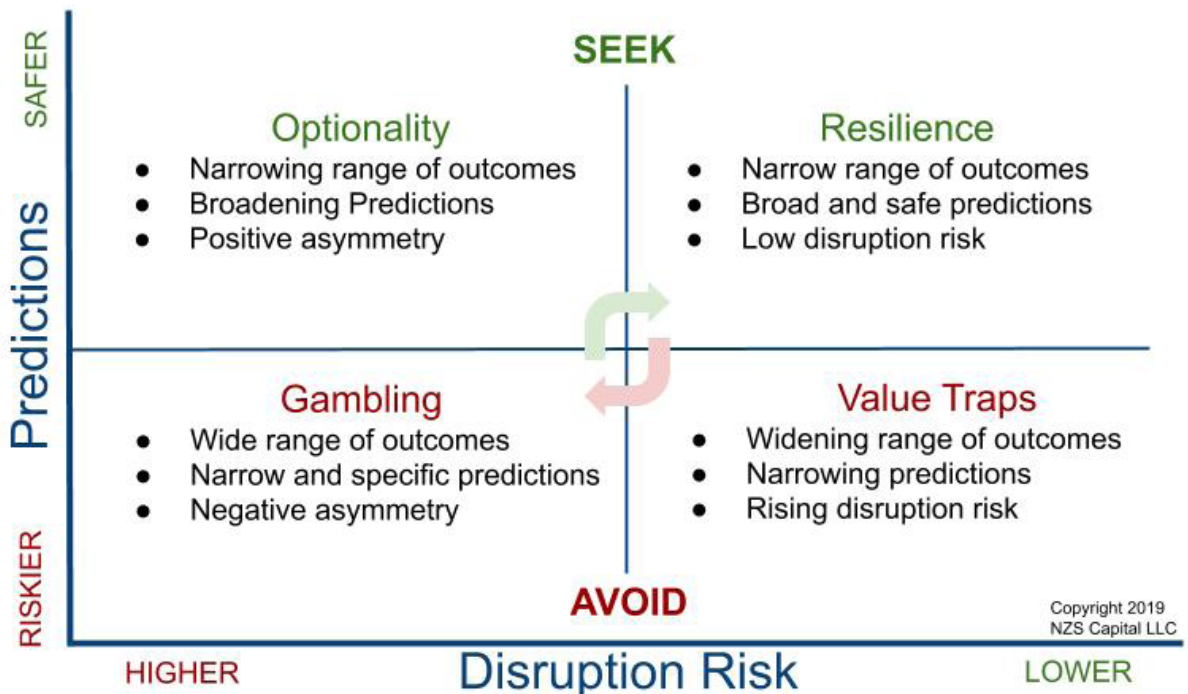 SEEK
SAFER
Predictions
RISKIER
Optionality
● Narrowing range of outcomes
● Broadening Predictions
● Positive asymmetry
Resilience
● Narrow range of outcomes
● Broad and safe predictions
● Low disruption risk
Gambling
● Wide range of outcomes
● Narrow and specific predictions
● Negative asymmetry
Value Traps
● Widening range of outcomes
● Narrowing predictions
● Rising disruption risk
AVOID
Copyright 2019
NZS Capital LLC
HIGHER
Disruption Risk
LOWER